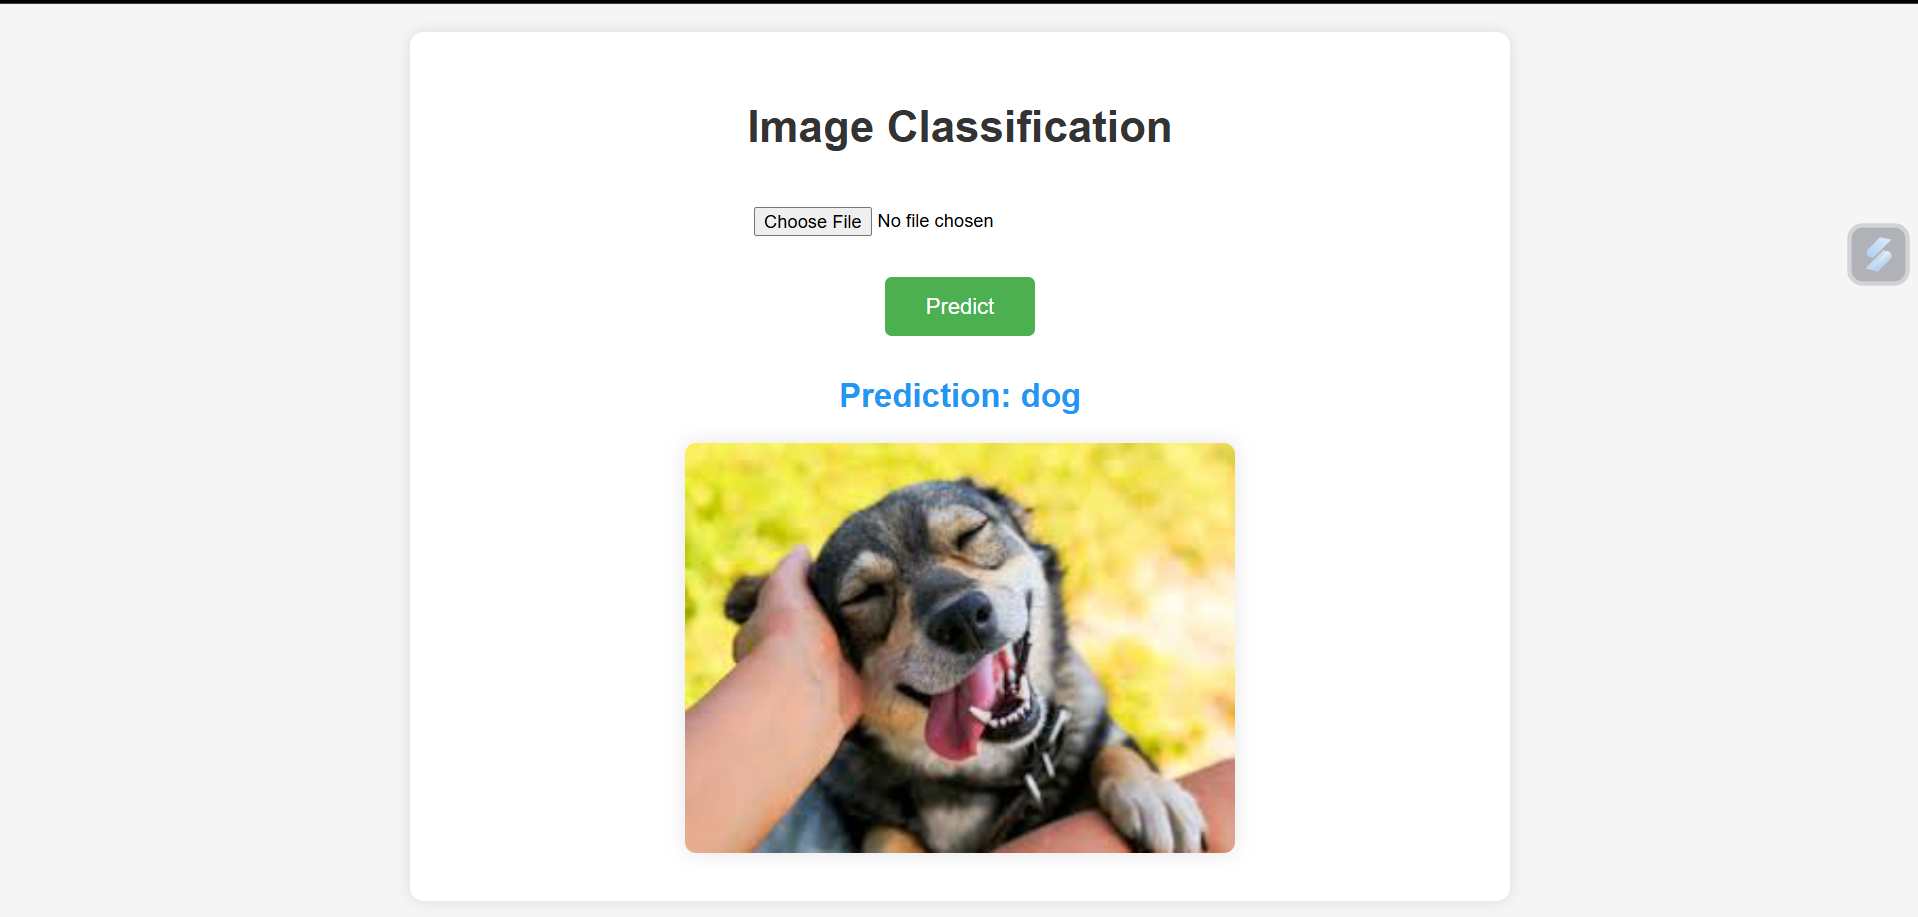 Image Classification
Choose File No file chosen
Predict
Prediction: dog